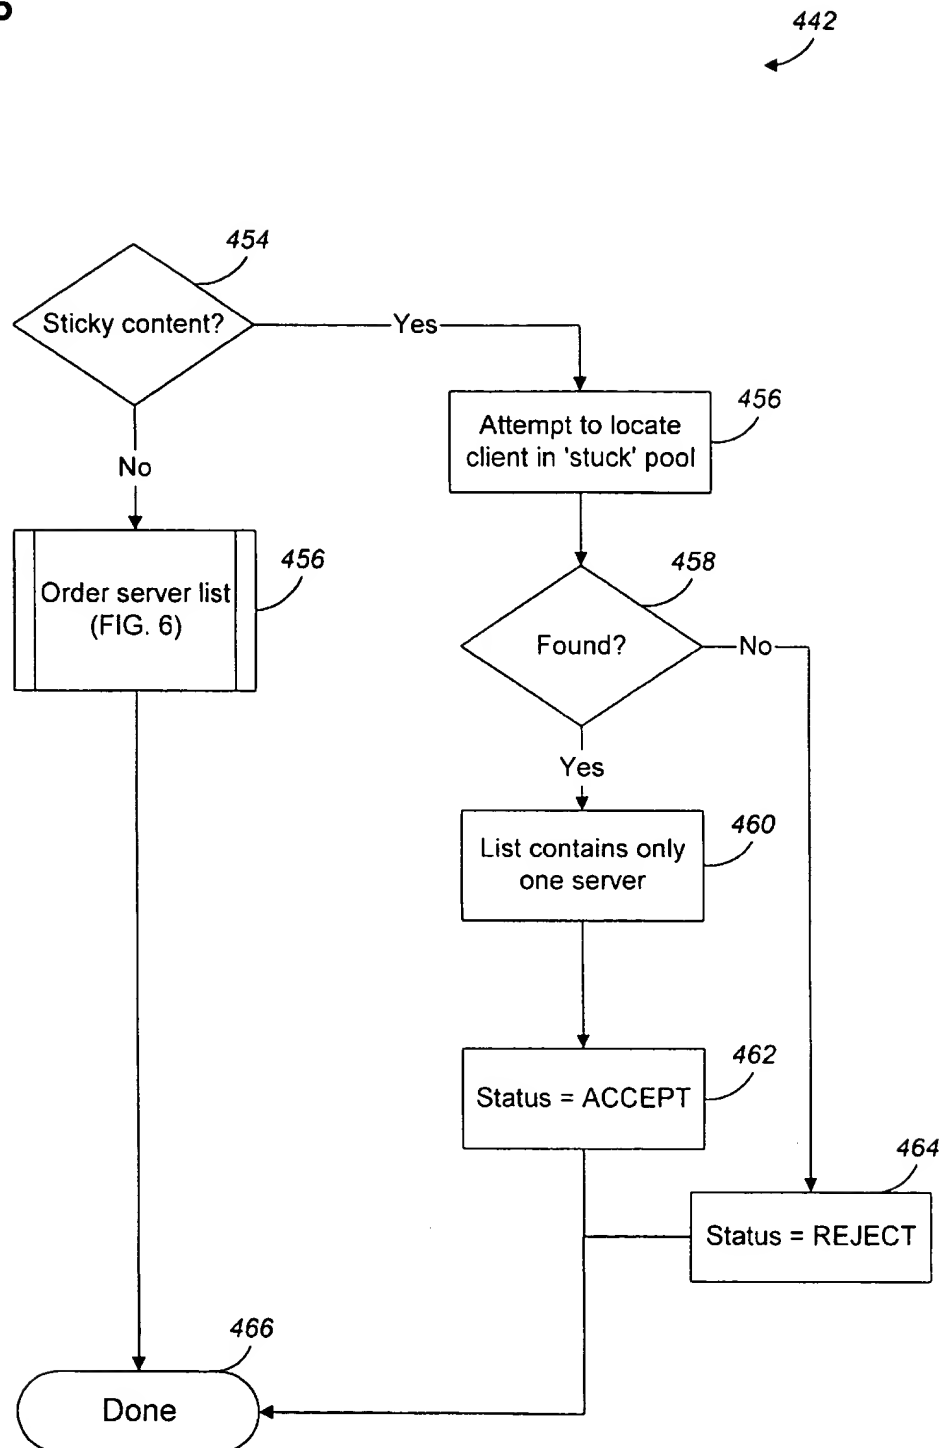 442
454
Sticky content?
Yes
456
Attempt to locate
client in 'stuck' pool
No
456
Order server list
(FIG. 6)
458
Found?
No
Yes
460
List contains only
one server
462
Status = ACCEPT
464
Status = REJECT
466
Done